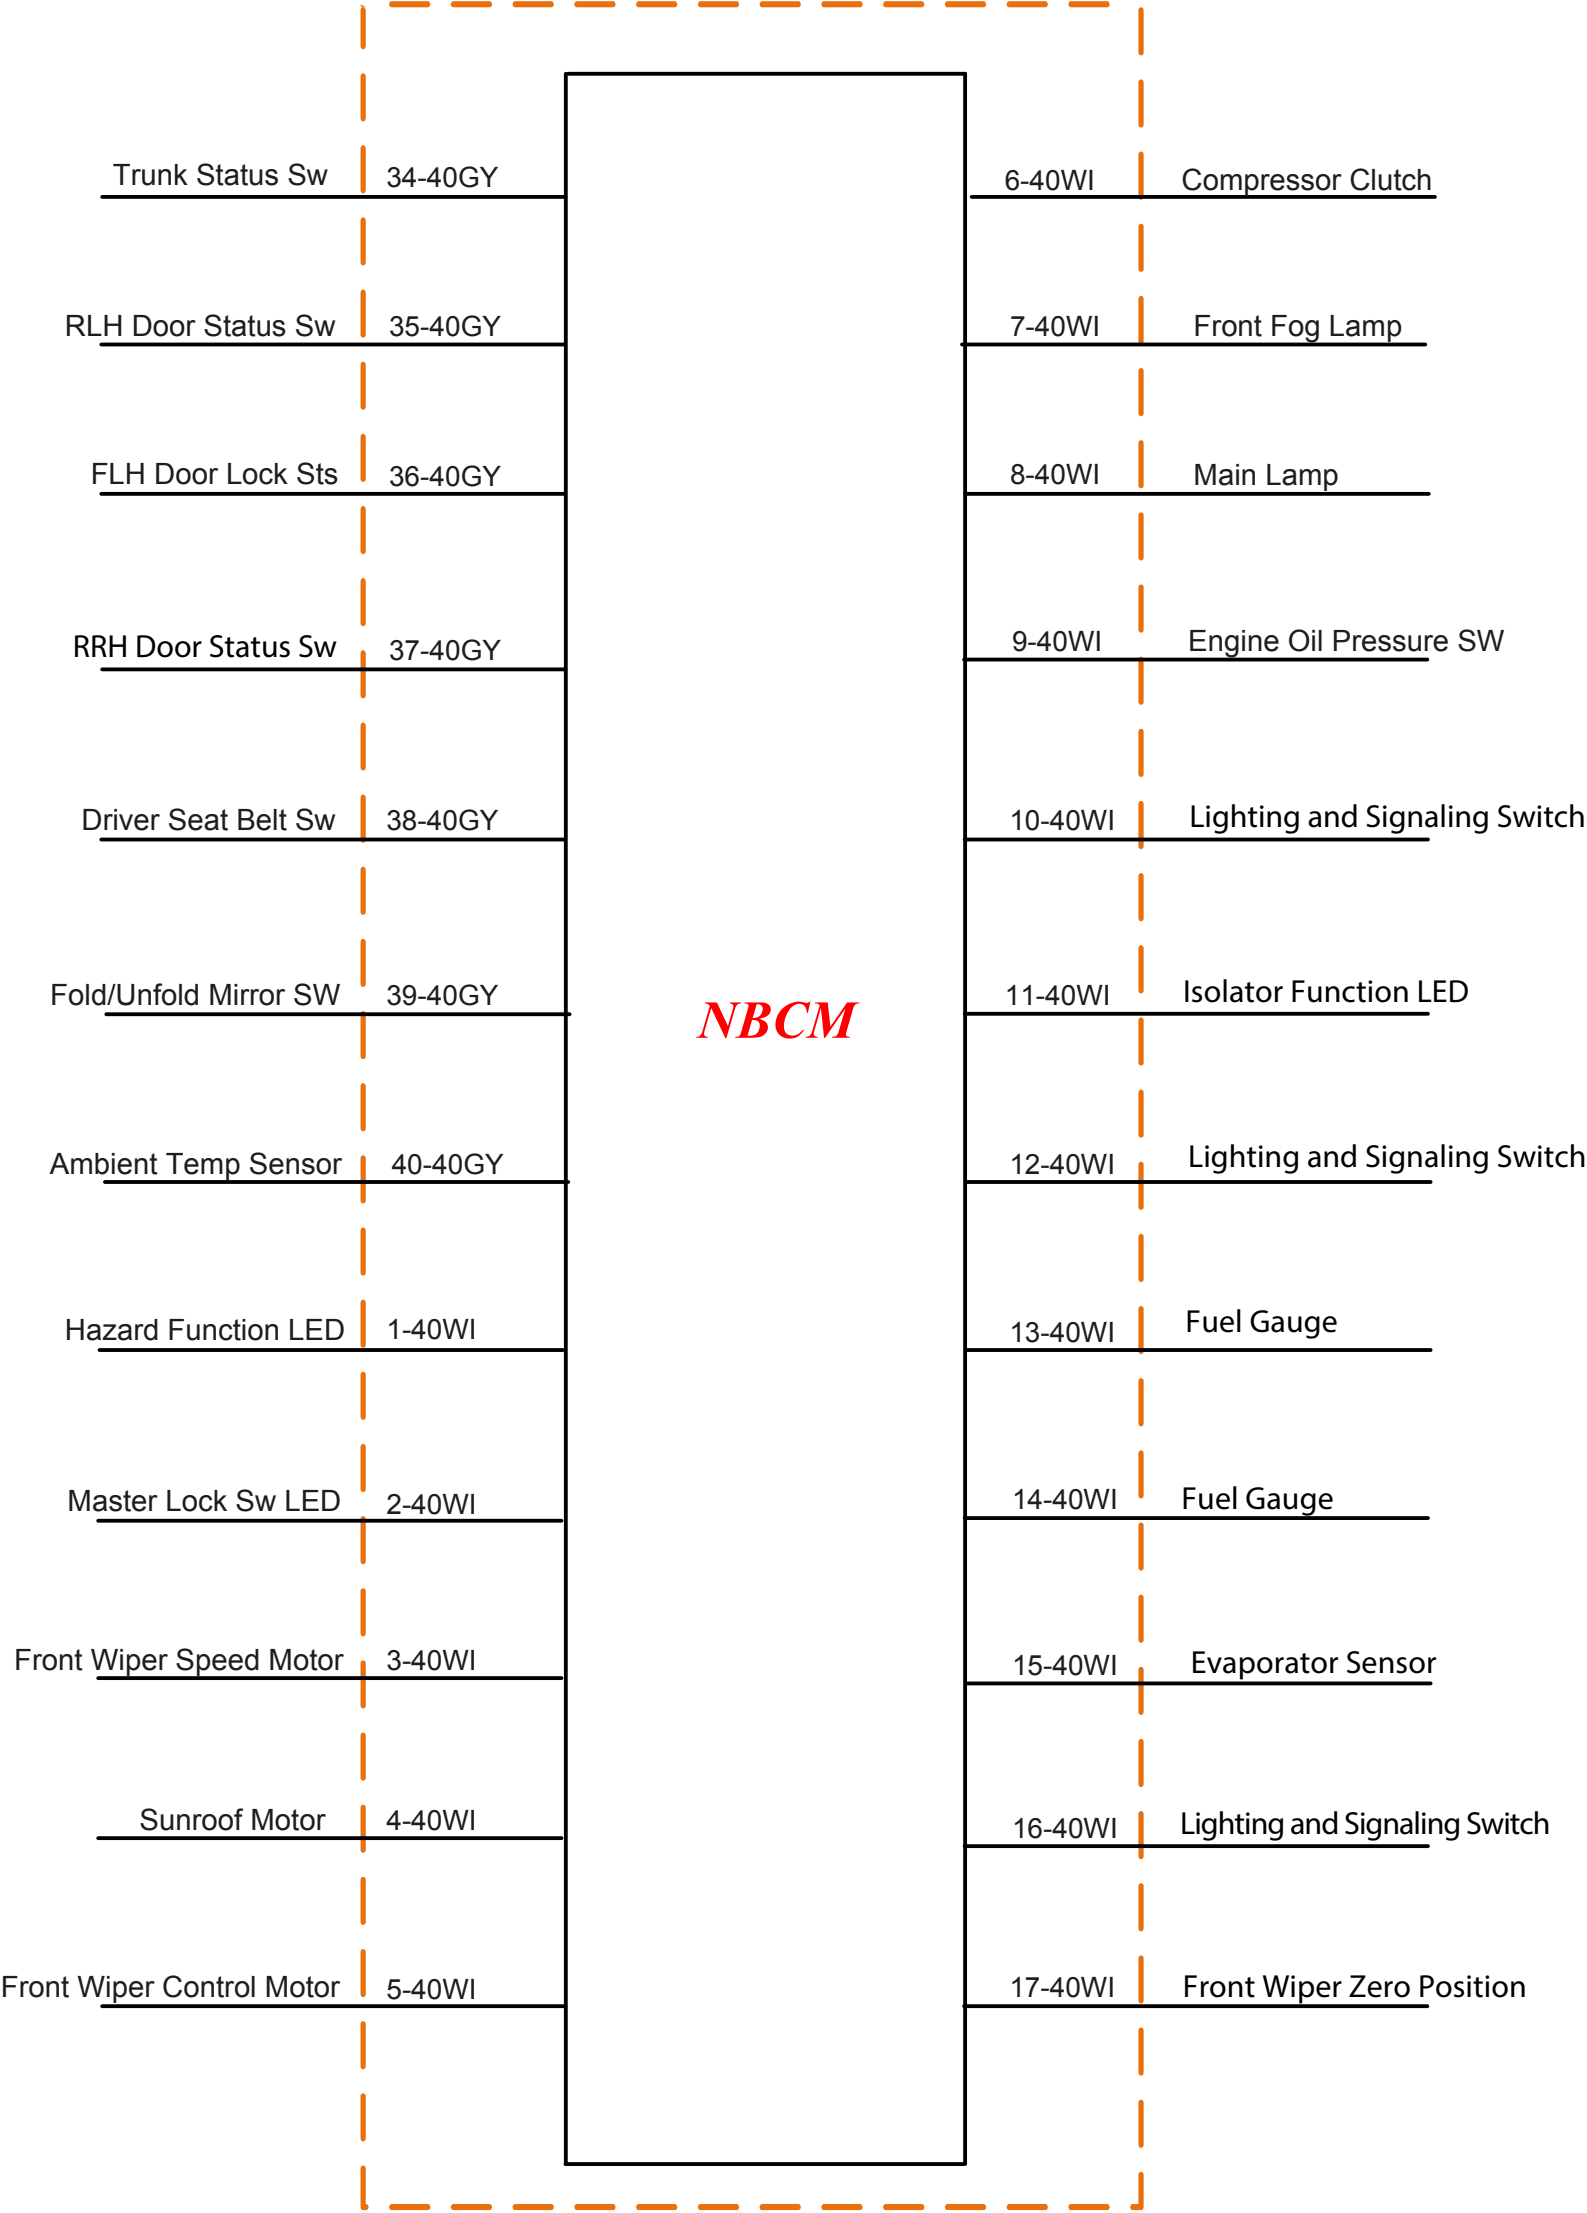 Trunk Status Sw 34-40GY 6-40WI Compressor Clutch
RLH Door Status Sw 35-40GY 7-40WI Front Fog Lamp
FLH Door Lock Sts 36-40GY 8-40WI Main Lamp
RRH Door Status Sw 37-40GY 9-40WI Engine Oil Pressure SW
Driver Seat Belt Sw 38-40GY 10-40WI Lighting and Signaling Switch
Fold/Unfold Mirror SW 39-40GY 11-40WI Isolator Function LED
NBCM
Ambient Temp Sensor 40-40GY 12-40WI Lighting and Signaling Switch
Hazard Function LED 1-40WI 13-40WI Fuel Gauge
Master Lock Sw LED 2-40WI 14-40WI Fuel Gauge
Front Wiper Speed Motor 3-40WI 15-40WI Evaporator Sensor
Sunroof Motor 4-40WI 16-40WI Lighting and Signaling Switch
Front Wiper Control Motor 5-40WI 17-40WI Front Wiper Zero Position